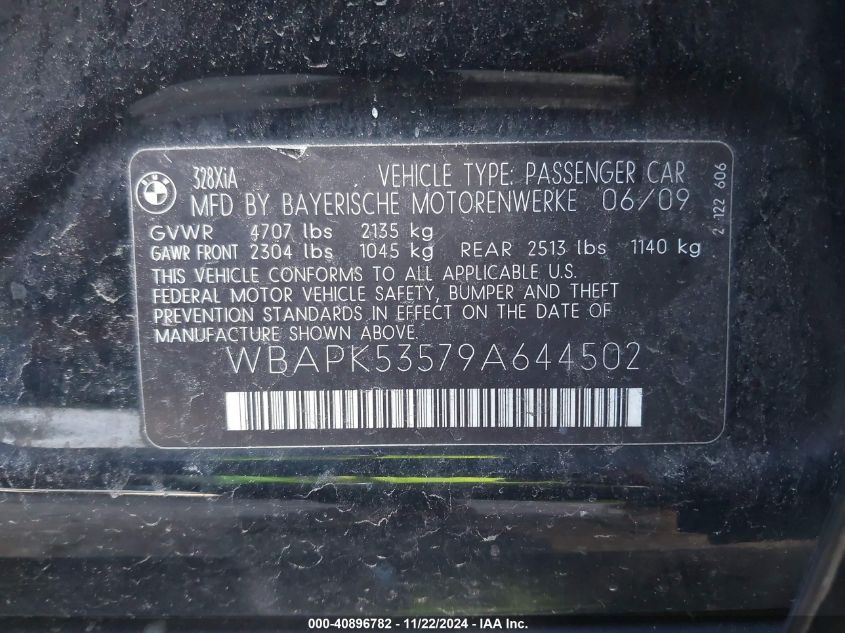 BMW
328XiA VEHICLE TYPE: PASSENGER CAR
MFD BY BAYERISCHE MOTORENWERKE 06/09
GVWR 4707 lbs 2135 kg
GAWR FRONT 2304 lbs 1045 kg REAR 2513 lbs 1140 kg
THIS VEHICLE CONFORMS TO ALL APPLICABLE U.S.
FEDERAL MOTOR VEHICLE SAFETY, BUMPER AND THEFT
PREVENTION STANDARDS IN EFFECT ON THE DATE OF
MANUFACTURE SHOWN ABOVE.
WBAPK53579A644502
2 122 606
000-40896782 - 11/22/2024 - IAA Inc.